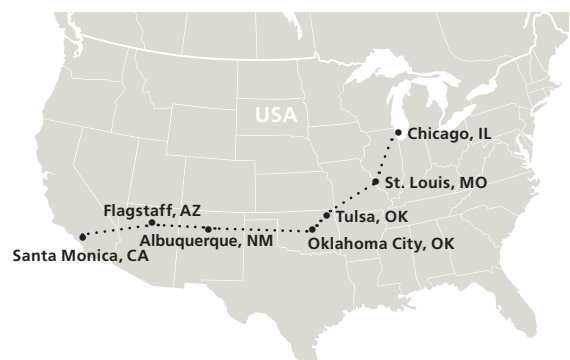 USA
Chicago, IL
St. Louis, MO
Flagstaff, AZ
Tulsa, OK
Albuquerque, NM
Oklahoma City, OK
Santa Monica, CA